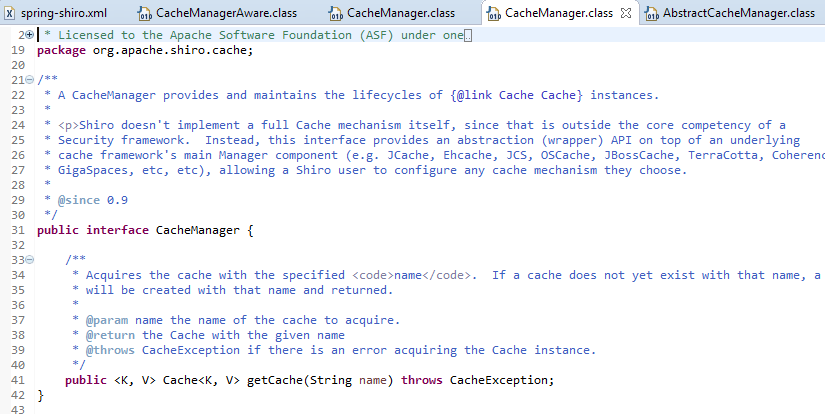 spring-shiro.xml CacheManagerAware.class CacheManager.class CacheManager.class AbstractCacheManager.class
2 * Licensed to the Apache Software Foundation (ASF) under one
19 package org.apache.shiro.cache;
20
21 /**
22 * A CacheManager provides and maintains the lifecycles of {@link Cache Cache} instances.
23 *
24 * <p>Shiro doesn't implement a full Cache mechanism itself, since that is outside the core competency of a
25 * Security framework.  Instead, this interface provides an abstraction (wrapper) API on top of an underlying
26 * cache framework's main Manager component (e.g. JCache, Ehcache, JCS, OSCache, JBossCache, TerraCotta, Coherenc
27 * GigaSpaces, etc, etc), allowing a Shiro user to configure any cache mechanism they choose.
28 *
29 * @since 0.9
30 */
31 public interface CacheManager {
32
33 /**
34 * Acquires the cache with the specified <code>name</code>.  If a cache does not yet exist with that name, a
35 * will be created with that name and returned.
36 *
37 * @param name the name of the cache to acquire.
38 * @return the Cache with the given name
39 * @throws CacheException if there is an error acquiring the Cache instance.
40 */
41 public <K, V> Cache<K, V> getCache(String name) throws CacheException;
42 }
43